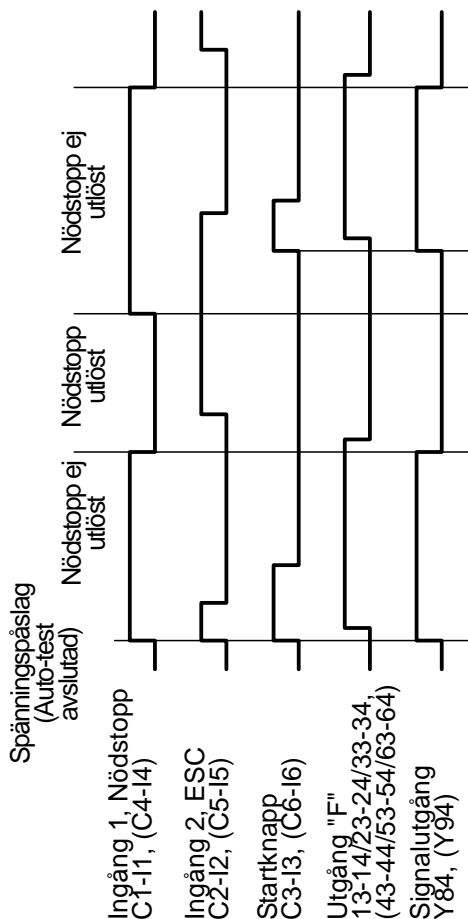 Spänningspåslag
(Auto-test
avslutad)
Nödstopp ej
utlöst
Nödstopp
utlöst
Nödstopp ej
utlöst
Ingång 1, Nödstopp
C1-I1, (C4-I4)
Ingång 2, ESC
C2-I2, (C5-I5)
Startknapp
C3-I3, (C6-I6)
Utgång "F"
13-14/23-24/33-34,
(43-44/53-54/63-64)
Signalutgång
Y84, (Y94)